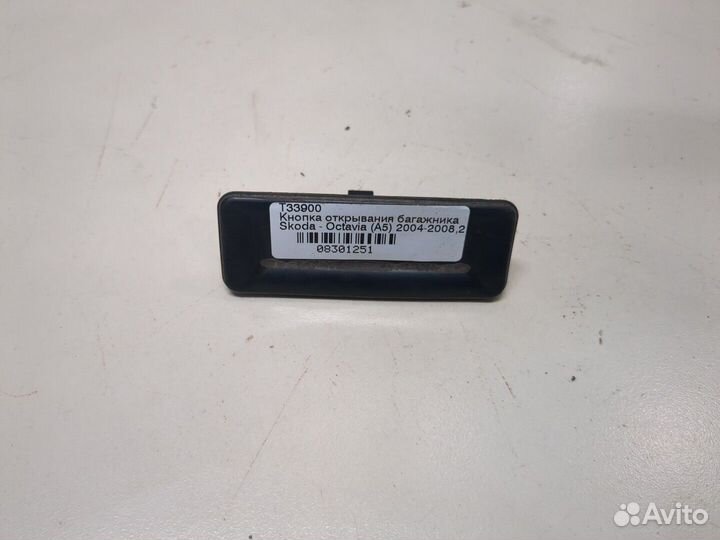 T33900
Кнопка открывания багажника
Skoda - Octavia (A5) 2004-2008,2
08301251
Avito